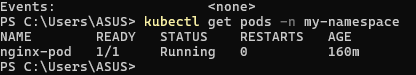 Events:                      <none>
PS C:\Users\ASUS> kubectl get pods -n my-namespace
NAME        READY   STATUS    RESTARTS   AGE
nginx-pod   1/1     Running   0          160m
PS C:\Users\ASUS>